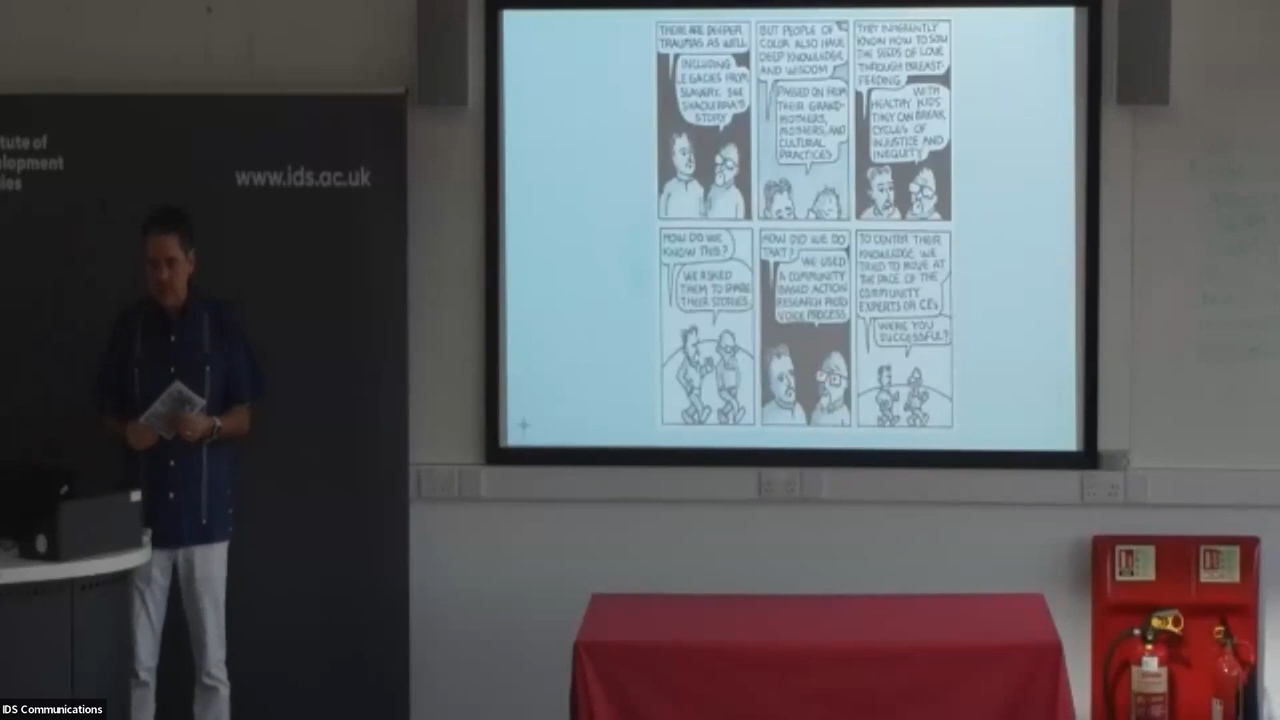 tute of
elopment
ies
www.ids.ac.uk
THERE ARE DEEPER
TRAUMAS AS WELL
INCLUDING
LEGACIES FROM
SLAVERY. SEE
STORY
BUT PEOPLE OF
COLOR ALSO HAVE
DEEP KNOWLEDGE
AND WISDOM
PASSED ON FROM
THEIR GRAND-
MOTHERS,
MOTHERS, AND
CULTURAL
PRACTICES
THEY INHERENTLY
KNOW HOW TO SOW
THE SEEDS OF LOVE
THROUGH BREAST-
FEEDING
WITH
HEALTHY KIDS
THEY CAN BREAK
CYCLES OF
INJUSTICE AND
INEQUITY
HOW DO WE
KNOW THIS?
WE ASKED
THEM TO SHARE
THEIR STORIES
HOW DID WE DO
THAT?
WE USED
A COMMUNITY
BASED ACTION
RESEARCH PHOTO
VOICE PROCESS
TO CENTER THEIR
KNOWLEDGE WE
TRIED TO MOVE AT
THE PACE OF THE
COMMUNITY
EXPERTS OR CEs
WERE YOU
SUCCESSFUL?
IDS Communications